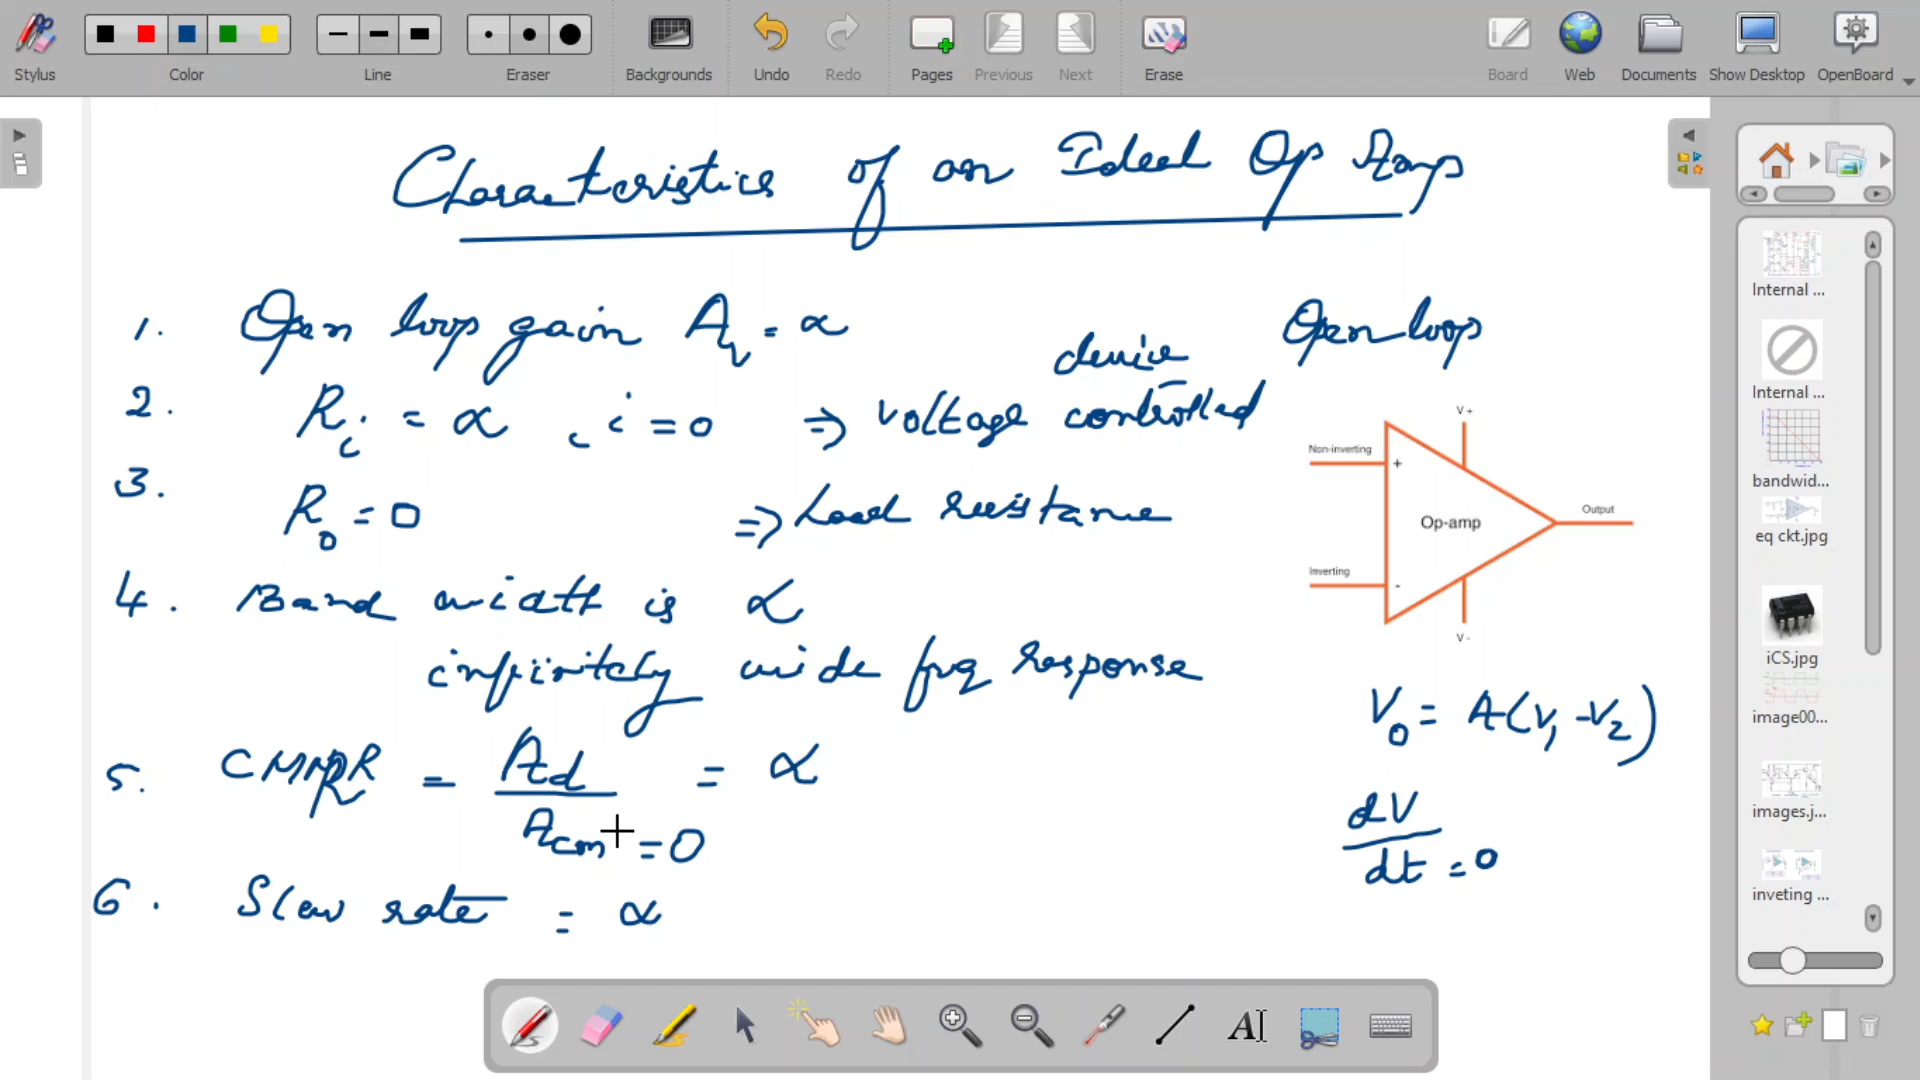 Stylus Color Line Eraser Backgrounds Undo Redo Pages Previous Next Erase Board Web Documents Show Desktop OpenBoard
Characteristics of an Ideal Op Amp
1. Open loop gain Av = α
2. Ri = α, i = 0 ⇒ voltage controlled device
3. R0 = 0 ⇒ Load resistance
4. Band width is α
infinitely wide frq response
5. CMRR = Ad / Acm = 0 = α
6. Slew rate = α
Open loop
V+
Non-inverting
+
Op-amp
Output
Inverting
-
V-
V0 = A(V1 - V2)
dV/dt = 0
Internal ...
Internal ...
bandwid...
eq ckt.jpg
iCS.jpg
image00...
images.j...
inveting ...
AI